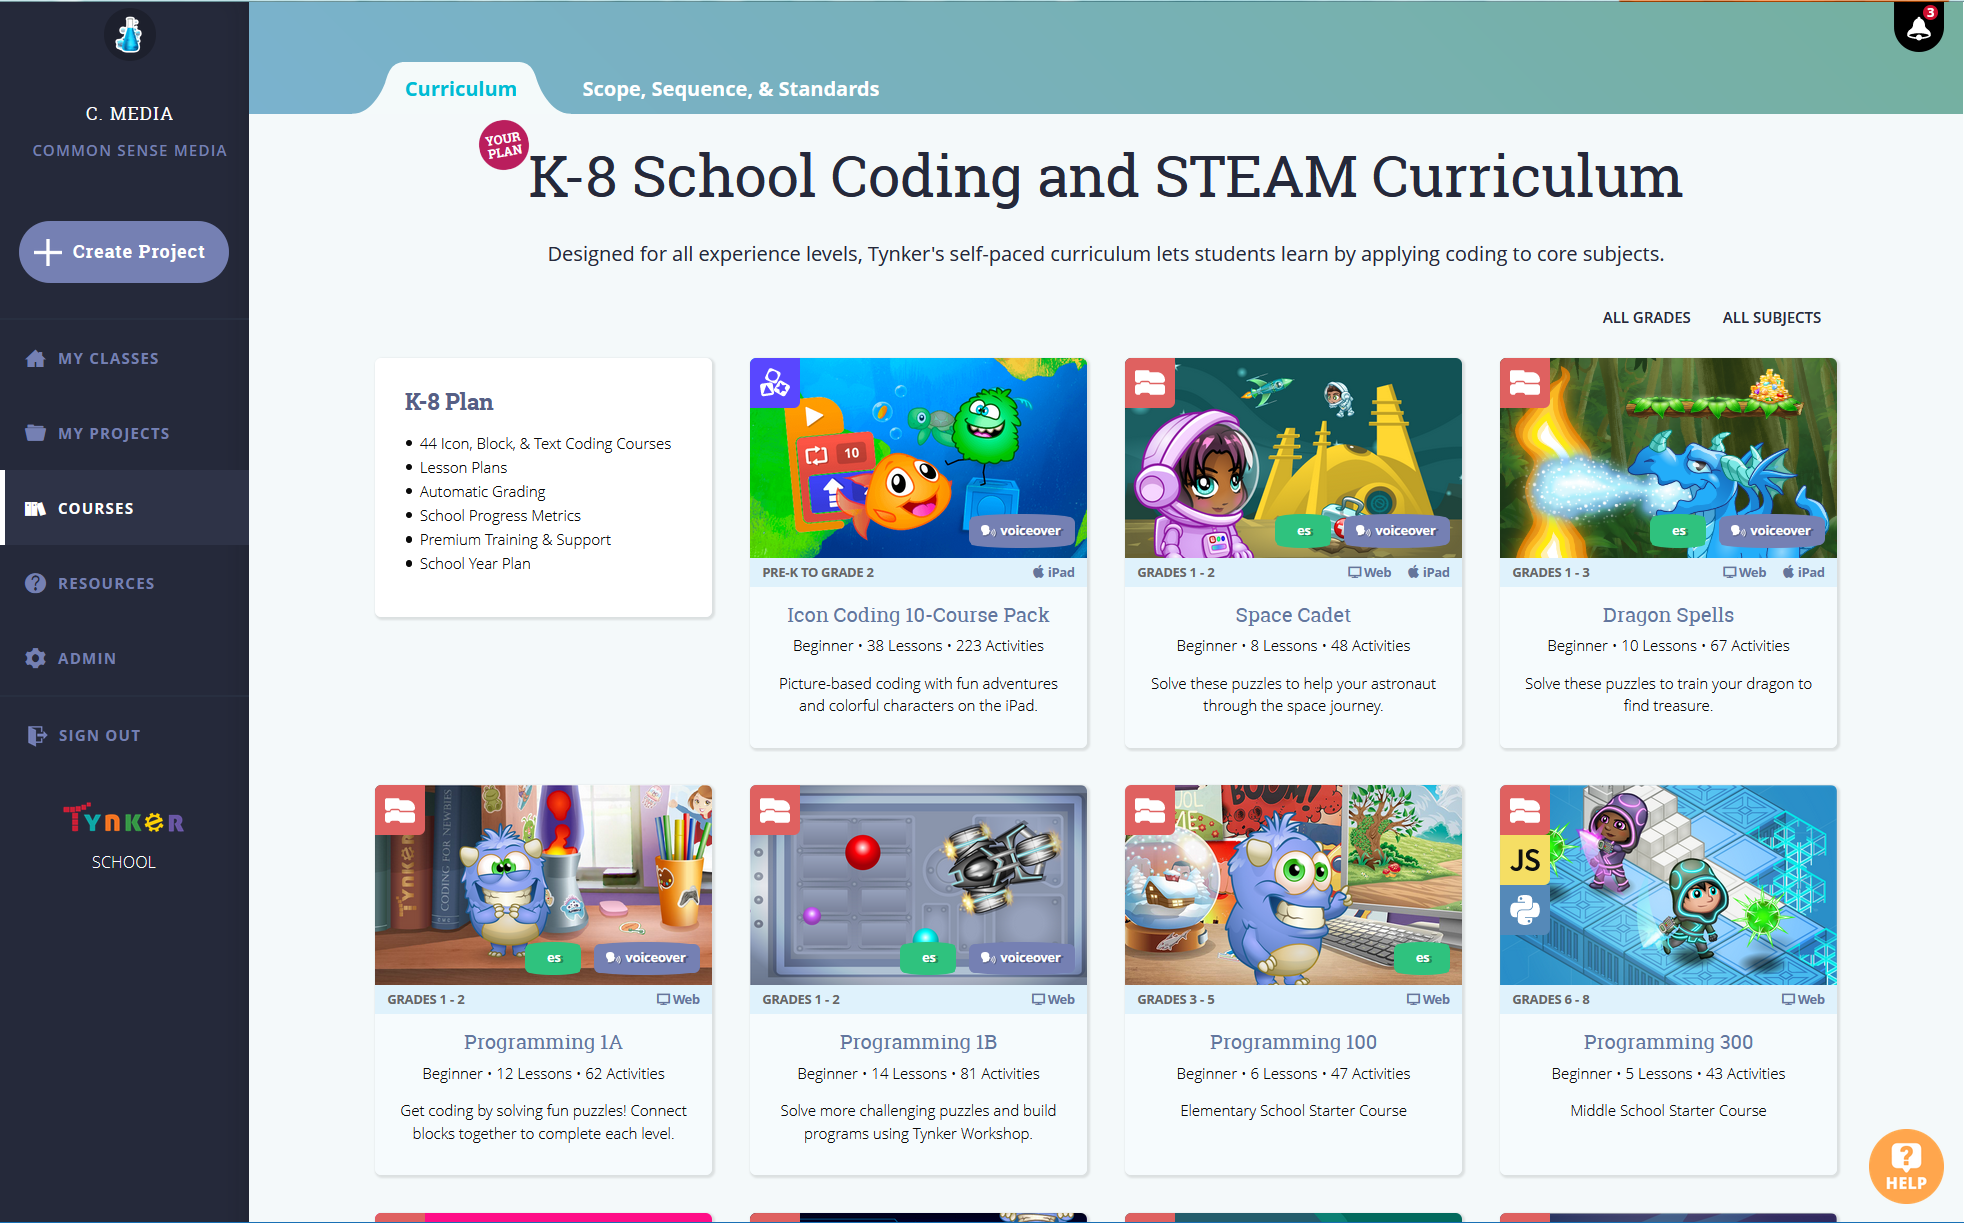 3
C. MEDIA
COMMON SENSE MEDIA
Create Project
MY CLASSES
MY PROJECTS
COURSES
RESOURCES
ADMIN
SIGN OUT
TYNKER
SCHOOL
Curriculum
Scope, Sequence, & Standards
YOUR
PLAN
K-8 School Coding and STEAM Curriculum
Designed for all experience levels, Tynker's self-paced curriculum lets students learn by applying coding to core subjects.
ALL GRADES
ALL SUBJECTS
K-8 Plan
44 Icon, Block, & Text Coding Courses
Lesson Plans
Automatic Grading
School Progress Metrics
Premium Training & Support
School Year Plan
10
voiceover
PRE-K TO GRADE 2
iPad
Icon Coding 10-Course Pack
Beginner • 38 Lessons • 223 Activities
Picture-based coding with fun adventures
and colorful characters on the iPad.
es
voiceover
GRADES 1 - 2
Web
iPad
Space Cadet
Beginner • 8 Lessons • 48 Activities
Solve these puzzles to help your astronaut
through the space journey.
es
voiceover
GRADES 1 - 3
Web
iPad
Dragon Spells
Beginner • 10 Lessons • 67 Activities
Solve these puzzles to train your dragon to
find treasure.
TYNKER
CODING FOR NEWBIES
es
voiceover
GRADES 1 - 2
Web
Programming 1A
Beginner • 12 Lessons • 62 Activities
Get coding by solving fun puzzles! Connect
blocks together to complete each level.
es
voiceover
GRADES 1 - 2
Web
Programming 1B
Beginner • 14 Lessons • 81 Activities
Solve more challenging puzzles and build
programs using Tynker Workshop.
BOOM!
es
GRADES 3 - 5
Web
Programming 100
Beginner • 6 Lessons • 47 Activities
Elementary School Starter Course
JS
GRADES 6 - 8
Web
Programming 300
Beginner • 5 Lessons • 43 Activities
Middle School Starter Course
?
HELP